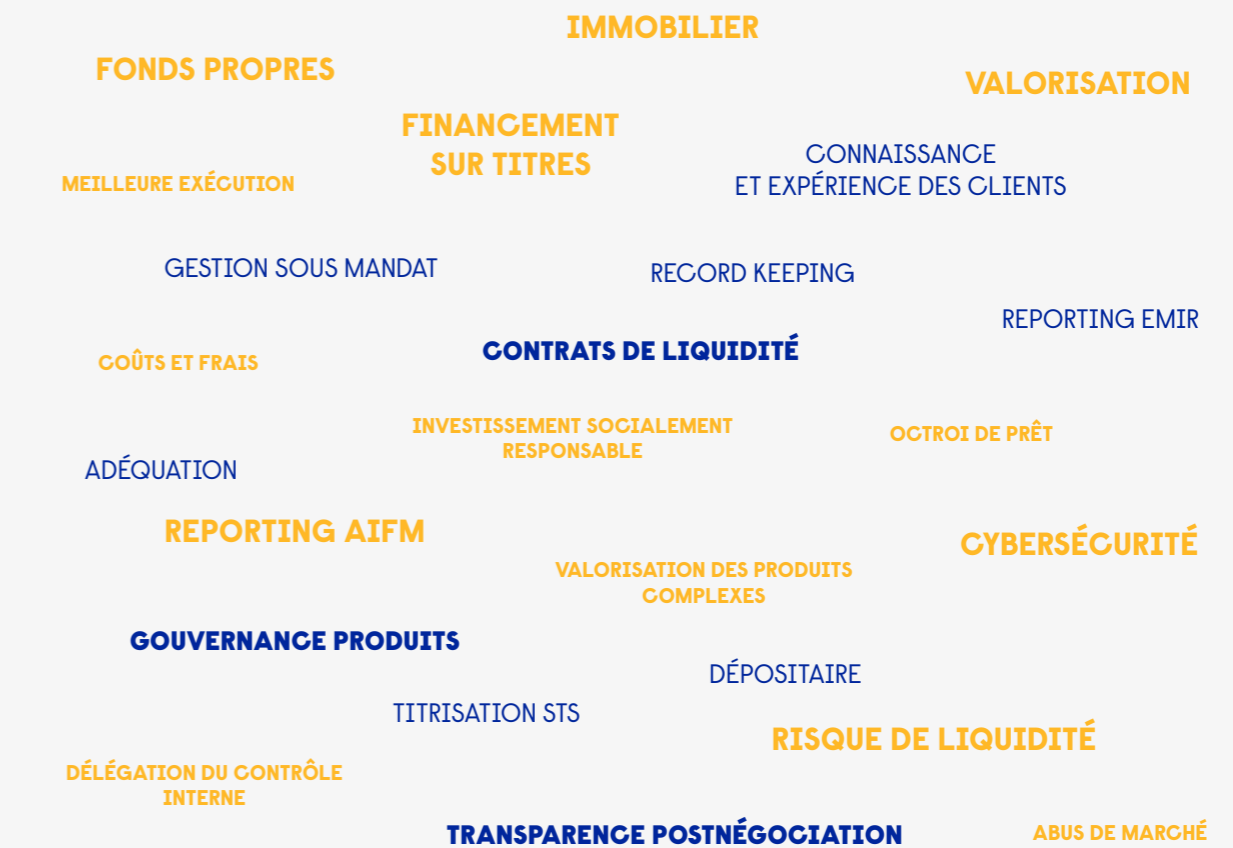 IMMOBILIER
FONDS PROPRES
VALORISATION
FINANCEMENT
SUR TITRES
CONNAISSANCE
ET EXPÉRIENCE DES CLIENTS
MEILLEURE EXÉCUTION
GESTION SOUS MANDAT
RECORD KEEPING
REPORTING EMIR
CONTRATS DE LIQUIDITÉ
COÛTS ET FRAIS
INVESTISSEMENT SOCIALEMENT
RESPONSABLE
OCTROI DE PRÊT
ADÉQUATION
REPORTING AIFM
CYBERSÉCURITÉ
VALORISATION DES PRODUITS
COMPLEXES
GOUVERNANCE PRODUITS
DÉPOSITAIRE
TITRISATION STS
RISQUE DE LIQUIDITÉ
DÉLÉGATION DU CONTRÔLE
INTERNE
TRANSPARENCE POSTNÉGOCIATION
ABUS DE MARCHÉ